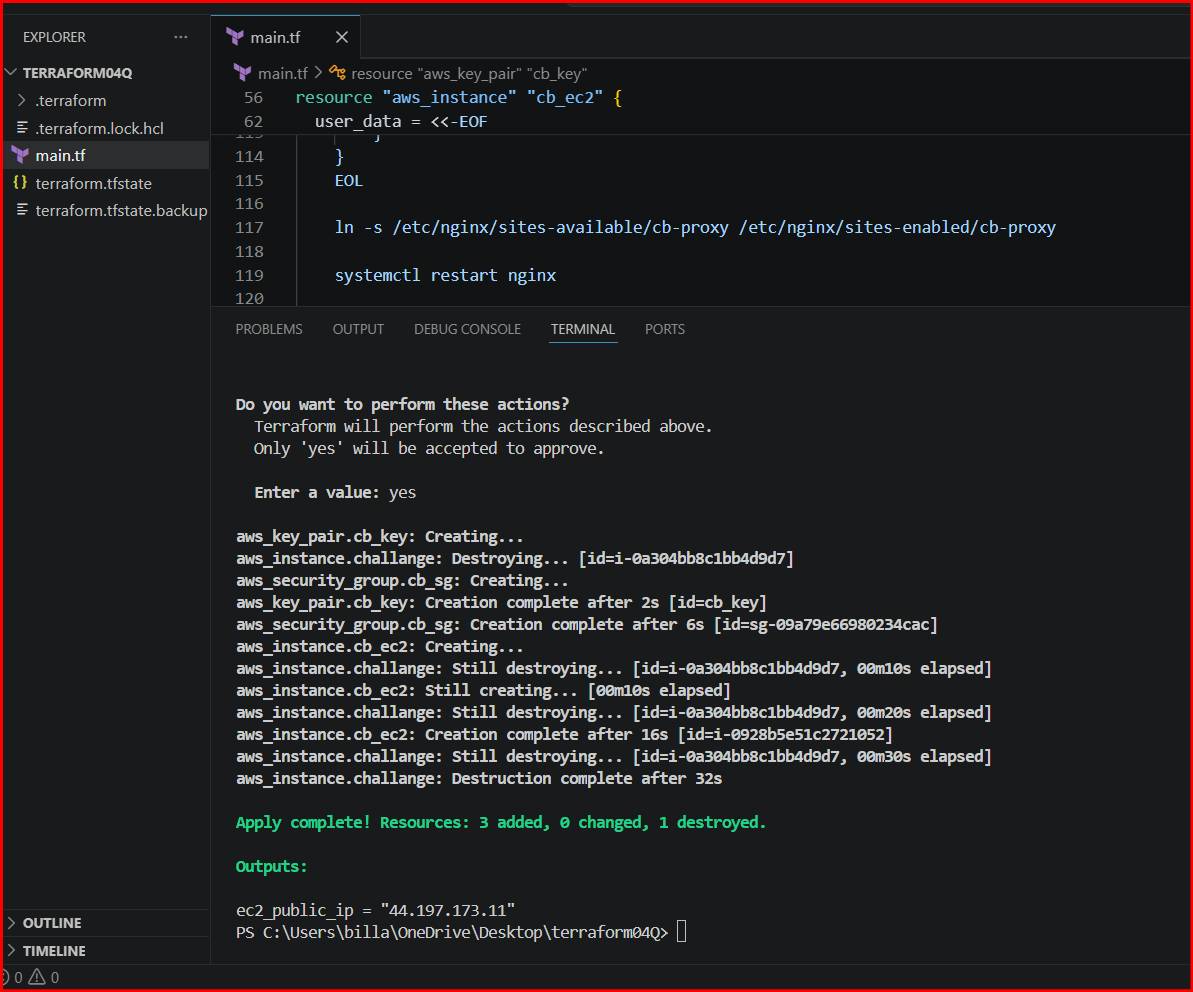 EXPLORER
TERRAFORM04Q
.terraform
.terraform.lock.hcl
main.tf
terraform.tfstate
terraform.tfstate.backup
OUTLINE
TIMELINE
0 0
main.tf
main.tf > resource "aws_key_pair" "cb_key"
56 resource "aws_instance" "cb_ec2" {
62 user_data = <<-EOF
114 }
115 EOL
116
117 ln -s /etc/nginx/sites-available/cb-proxy /etc/nginx/sites-enabled/cb-proxy
118
119 systemctl restart nginx
120
PROBLEMS OUTPUT DEBUG CONSOLE TERMINAL PORTS
Do you want to perform these actions?
Terraform will perform the actions described above.
Only 'yes' will be accepted to approve.
Enter a value: yes
aws_key_pair.cb_key: Creating...
aws_instance.challange: Destroying... [id=i-0a304bb8c1bb4d9d7]
aws_security_group.cb_sg: Creating...
aws_key_pair.cb_key: Creation complete after 2s [id=cb_key]
aws_security_group.cb_sg: Creation complete after 6s [id=sg-09a79e66980234cac]
aws_instance.cb_ec2: Creating...
aws_instance.challange: Still destroying... [id=i-0a304bb8c1bb4d9d7, 00m10s elapsed]
aws_instance.cb_ec2: Still creating... [00m10s elapsed]
aws_instance.challange: Still destroying... [id=i-0a304bb8c1bb4d9d7, 00m20s elapsed]
aws_instance.cb_ec2: Creation complete after 16s [id=i-0928b5e51c2721052]
aws_instance.challange: Still destroying... [id=i-0a304bb8c1bb4d9d7, 00m30s elapsed]
aws_instance.challange: Destruction complete after 32s
Apply complete! Resources: 3 added, 0 changed, 1 destroyed.
Outputs:
ec2_public_ip = "44.197.173.11"
PS C:\Users\billa\OneDrive\Desktop\terraform04Q>